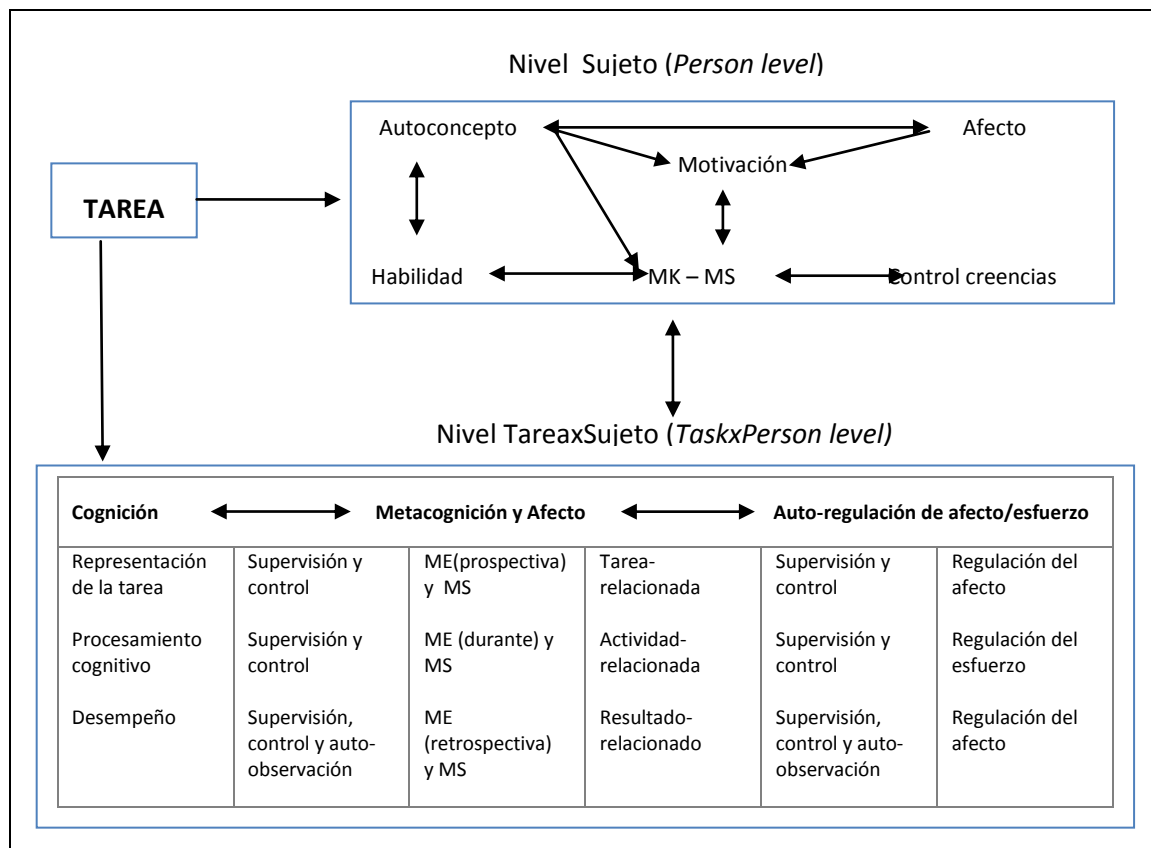 Nivel Sujeto (Person level)
Autoconcepto Afecto
Motivación
TAREA
Habilidad MK – MS Control creencias
Nivel TareaxSujeto (TaskxPerson level)
Cognición Metacognición y Afecto Auto-regulación de afecto/esfuerzo
Representación Supervisión y ME(prospectiva) Tarea- Supervisión y Regulación del
de la tarea control y MS relacionada control afecto
Procesamiento Supervisión y ME (durante) y Actividad- Supervisión y Regulación del
cognitivo control MS relacionada control esfuerzo
Desempeño Supervisión, ME Resultado- Supervisión, Regulación del
control y auto- (retrospectiva) relacionado control y auto- afecto
observación y MS observación